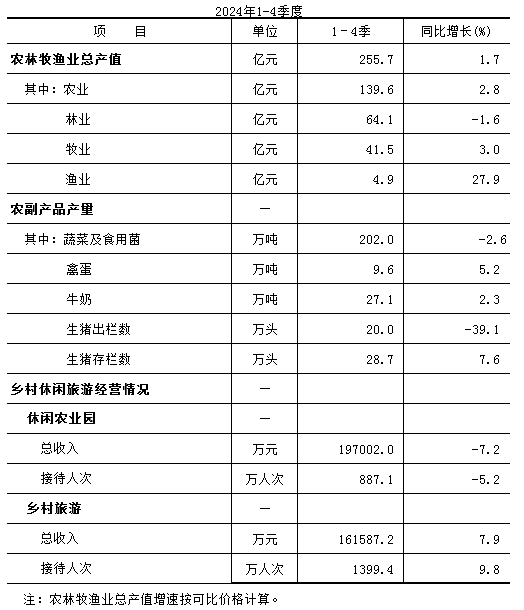 2024年1-4季度
项 目 单位 1-4季 同比增长(%)
农林牧渔业总产值 亿元 255.7 1.7
其中：农业 亿元 139.6 2.8
林业 亿元 64.1 -1.6
牧业 亿元 41.5 3.0
渔业 亿元 4.9 27.9
农副产品产量 —
其中：蔬菜及食用菌 万吨 202.0 -2.6
禽蛋 万吨 9.6 5.2
牛奶 万吨 27.1 2.3
生猪出栏数 万头 20.0 -39.1
生猪存栏数 万头 28.7 7.6
乡村休闲旅游经营情况 —
休闲农业园 —
总收入 万元 197002.0 -7.2
接待人次 万人次 887.1 -5.2
乡村旅游 —
总收入 万元 161587.2 7.9
接待人次 万人次 1399.4 9.8
注：农林牧渔业总产值增速按可比价格计算。